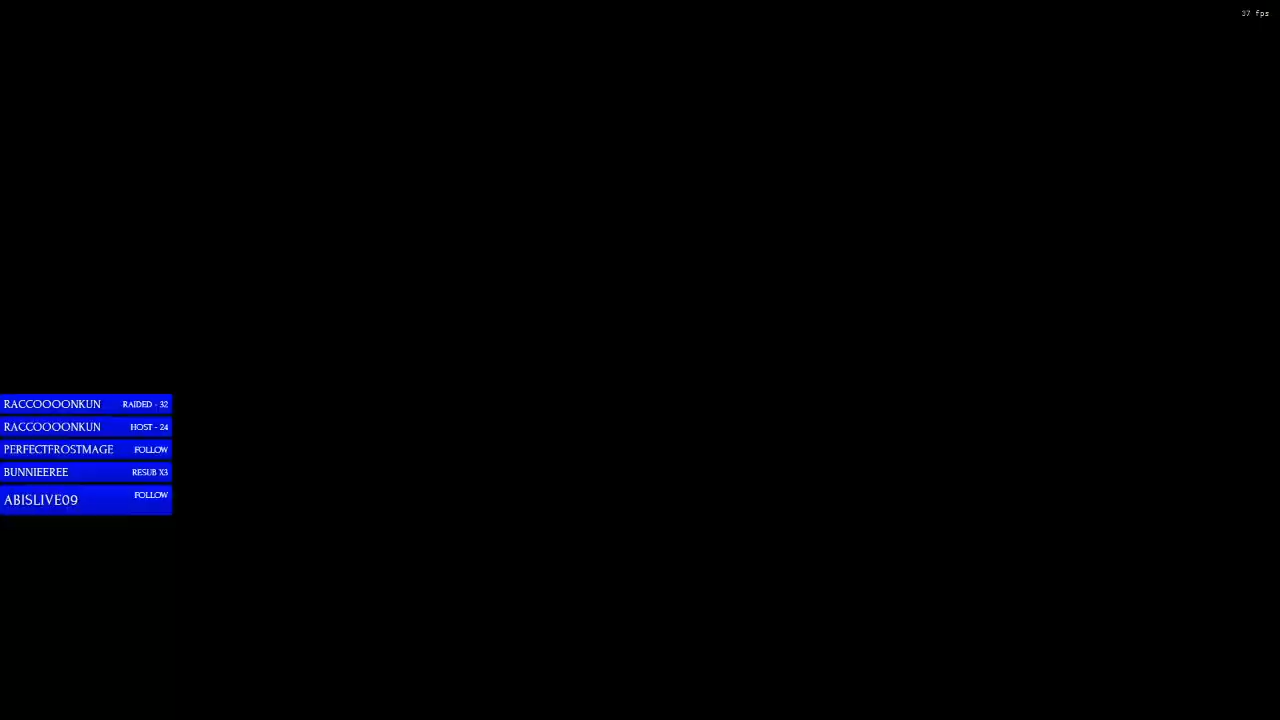 37 fps
RACCOOOONKUN RAIDED - 32
RACCOOOONKUN HOST - 24
PERFECTFROSTMAGE FOLLOW
BUNNIEEREE RESUB X3
ABISLIVE09 FOLLOW